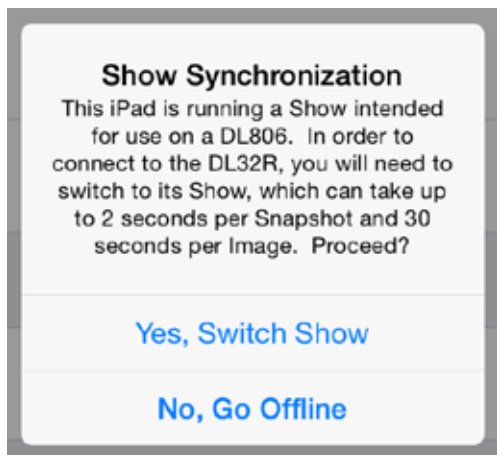 Show Synchronization
This iPad is running a Show intended
for use on a DL806.  In order to
connect to the DL32R, you will need to
switch to its Show, which can take up
to 2 seconds per Snapshot and 30
seconds per Image.  Proceed?
Yes, Switch Show
No, Go Offline